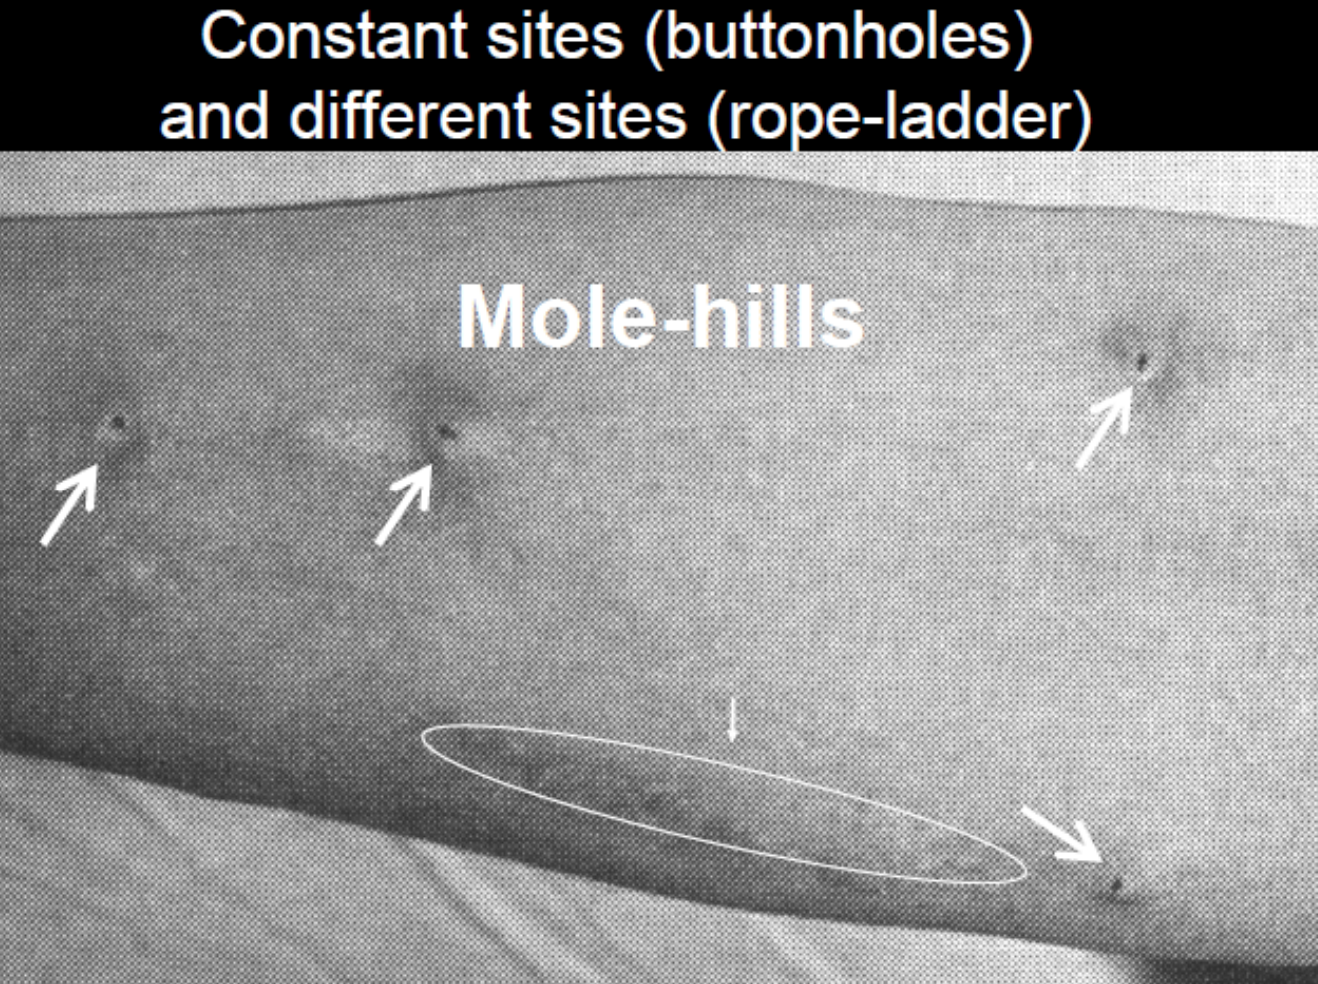 Constant sites (buttonholes)
and different sites (rope-ladder)
Mole-hills